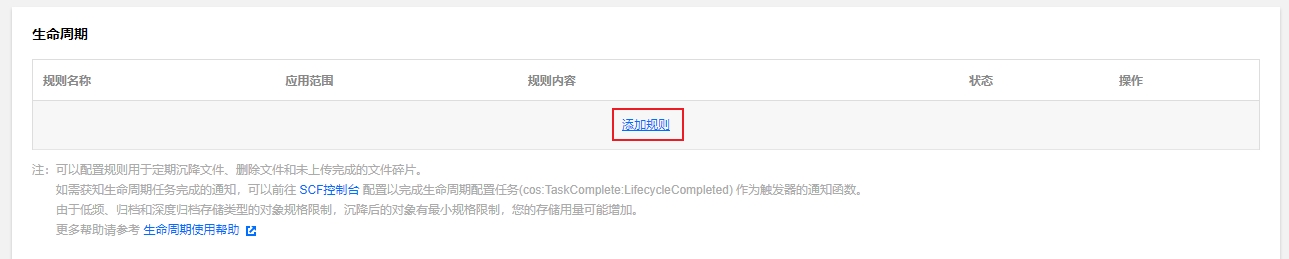 生命周期
规则名称 应用范围 规则内容 状态 操作
添加规则
注：可以配置规则用于定期沉降文件、删除文件和未上传完成的文件碎片。
如需获知生命周期任务完成的通知，可以前往 SCF控制台 配置以完成生命周期配置任务(cos:TaskComplete:LifecycleCompleted) 作为触发器的通知函数。
由于低频、归档和深度归档存储类型的对象规格限制，沉降后的对象有最小规格限制，您的存储用量可能增加。
更多帮助请参考 生命周期使用帮助